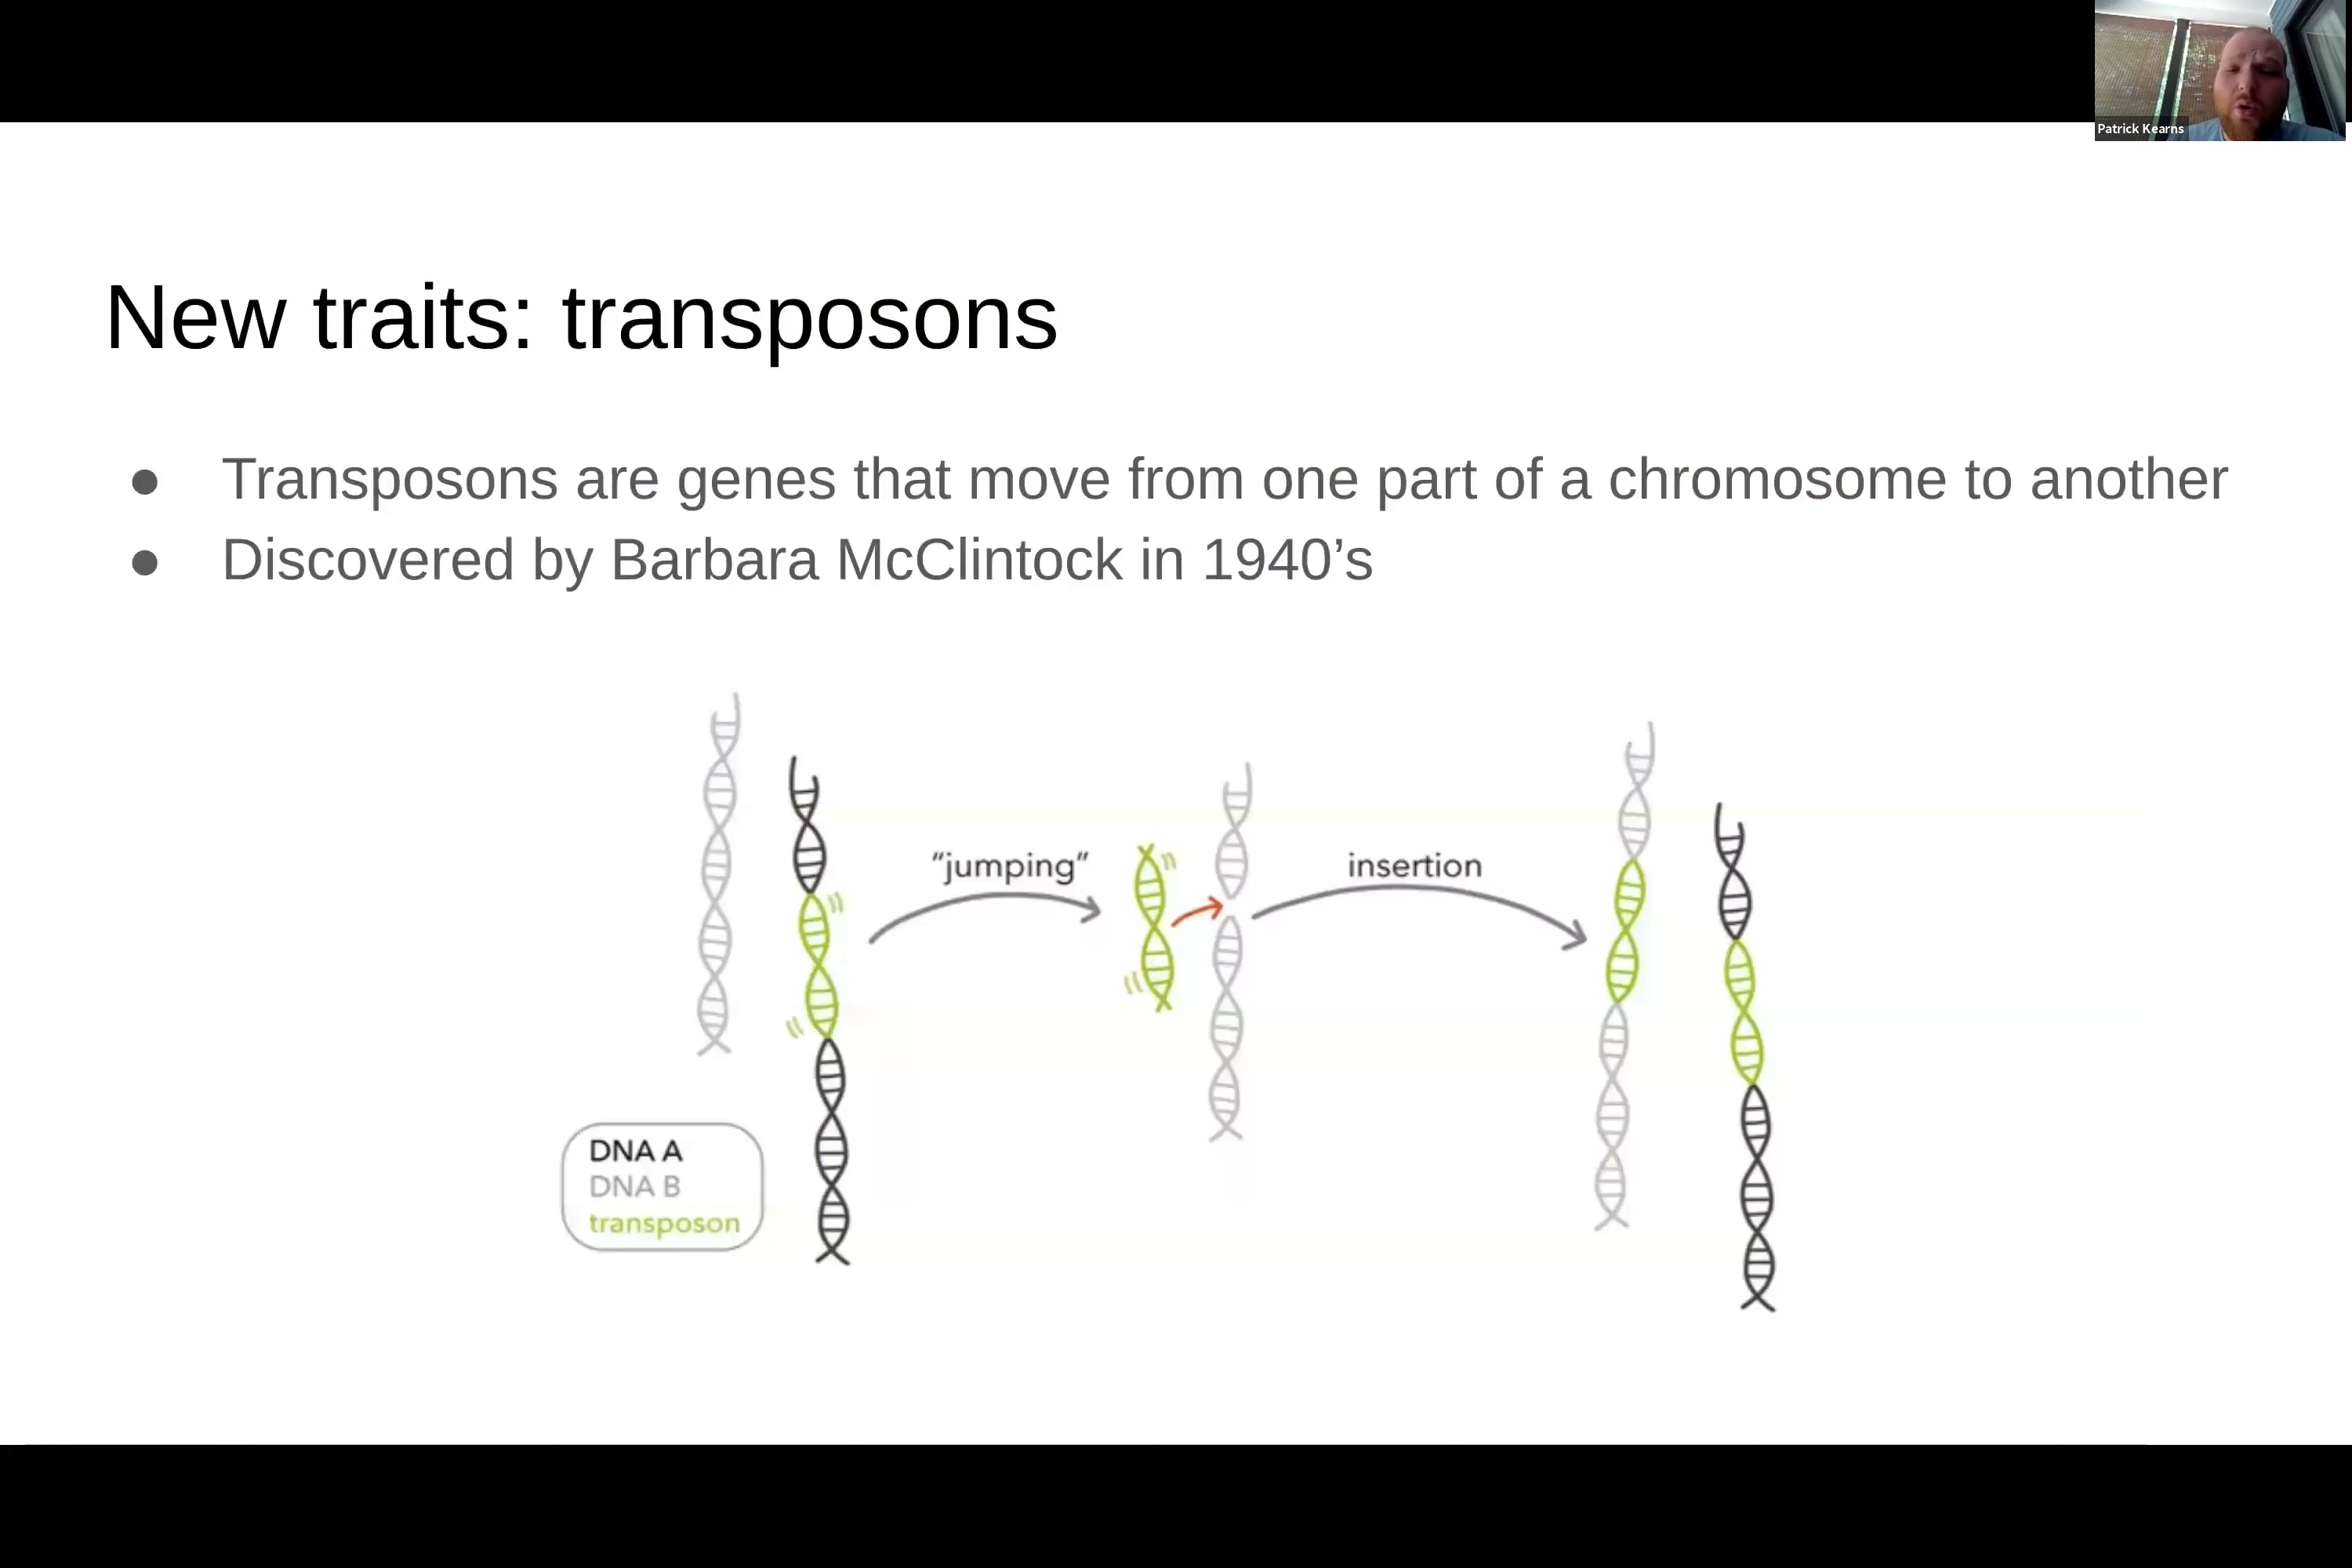 Patrick Kearns
New traits: transposons
● Transposons are genes that move from one part of a chromosome to another
● Discovered by Barbara McClintock in 1940’s
“jumping”
insertion
DNA A
DNA B
transposon